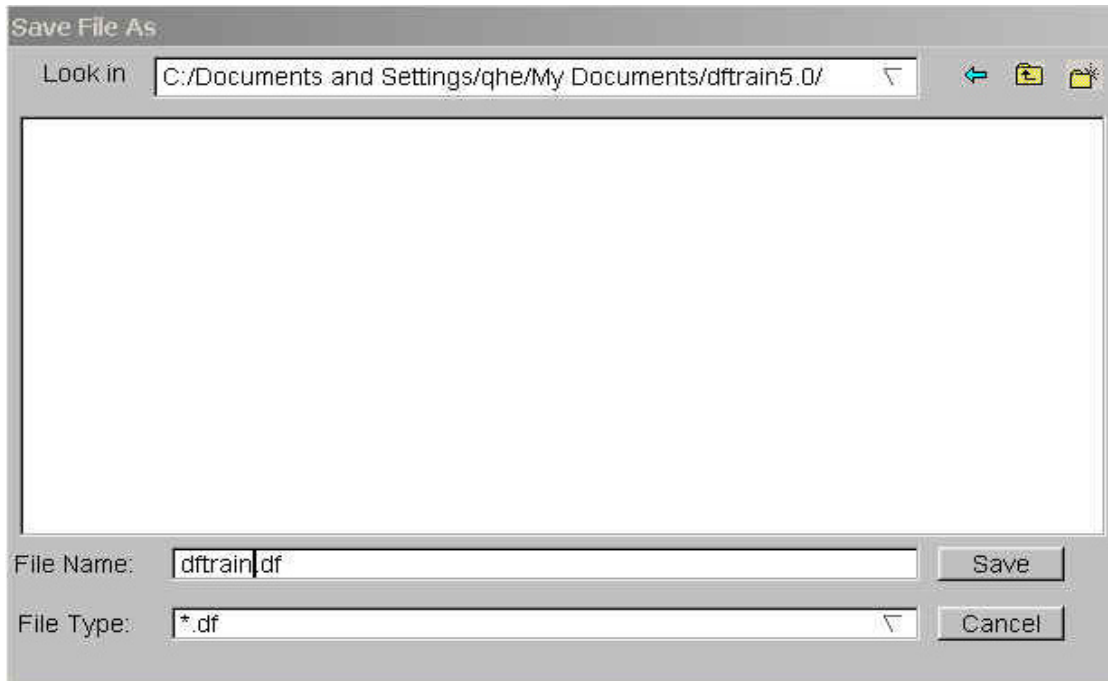 Save File As
Look in C:/Documents and Settings/qhe/My Documents/dftrain5.0/
File Name: dftrain.df Save
File Type: *.df Cancel